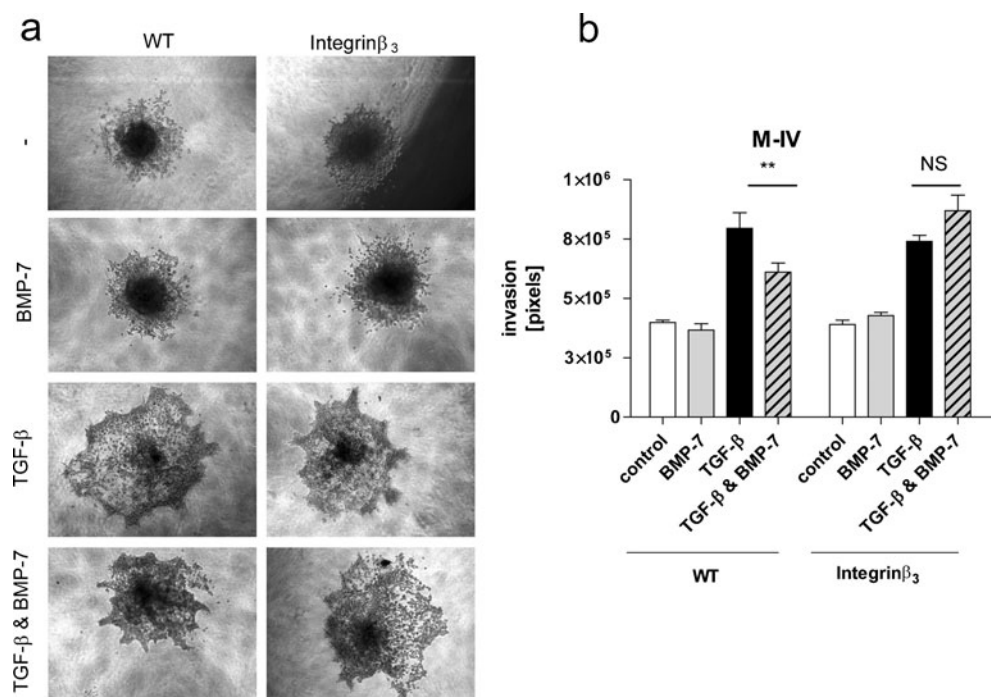 a
WT
Integrinβ₃
-
BMP-7
TGF-β
TGF-β & BMP-7
b
M-IV
**
NS
1×10⁶
8×10⁵
5×10⁵
3×10⁵
0
invasion
[pixels]
control
BMP-7
TGF-β
TGF-β & BMP-7
control
BMP-7
TGF-β
TGF-β & BMP-7
WT
Integrinβ₃